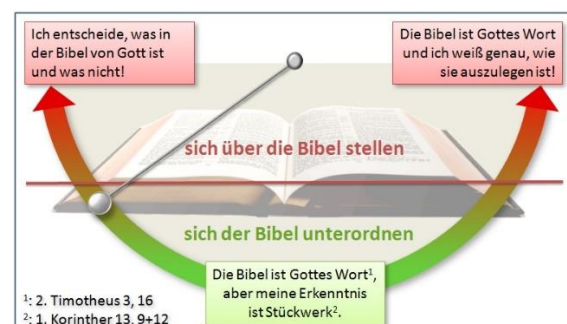 Ich entscheide, was in
der Bibel von Gott ist
und was nicht!
Die Bibel ist Gottes Wort
und ich weiß genau, wie
sie auszulegen ist!
sich über die Bibel stellen
sich der Bibel unterordnen
Die Bibel ist Gottes Wort¹,
aber meine Erkenntnis
ist Stückwerk².
¹: 2. Timotheus 3, 16
²: 1. Korinther 13, 9+12